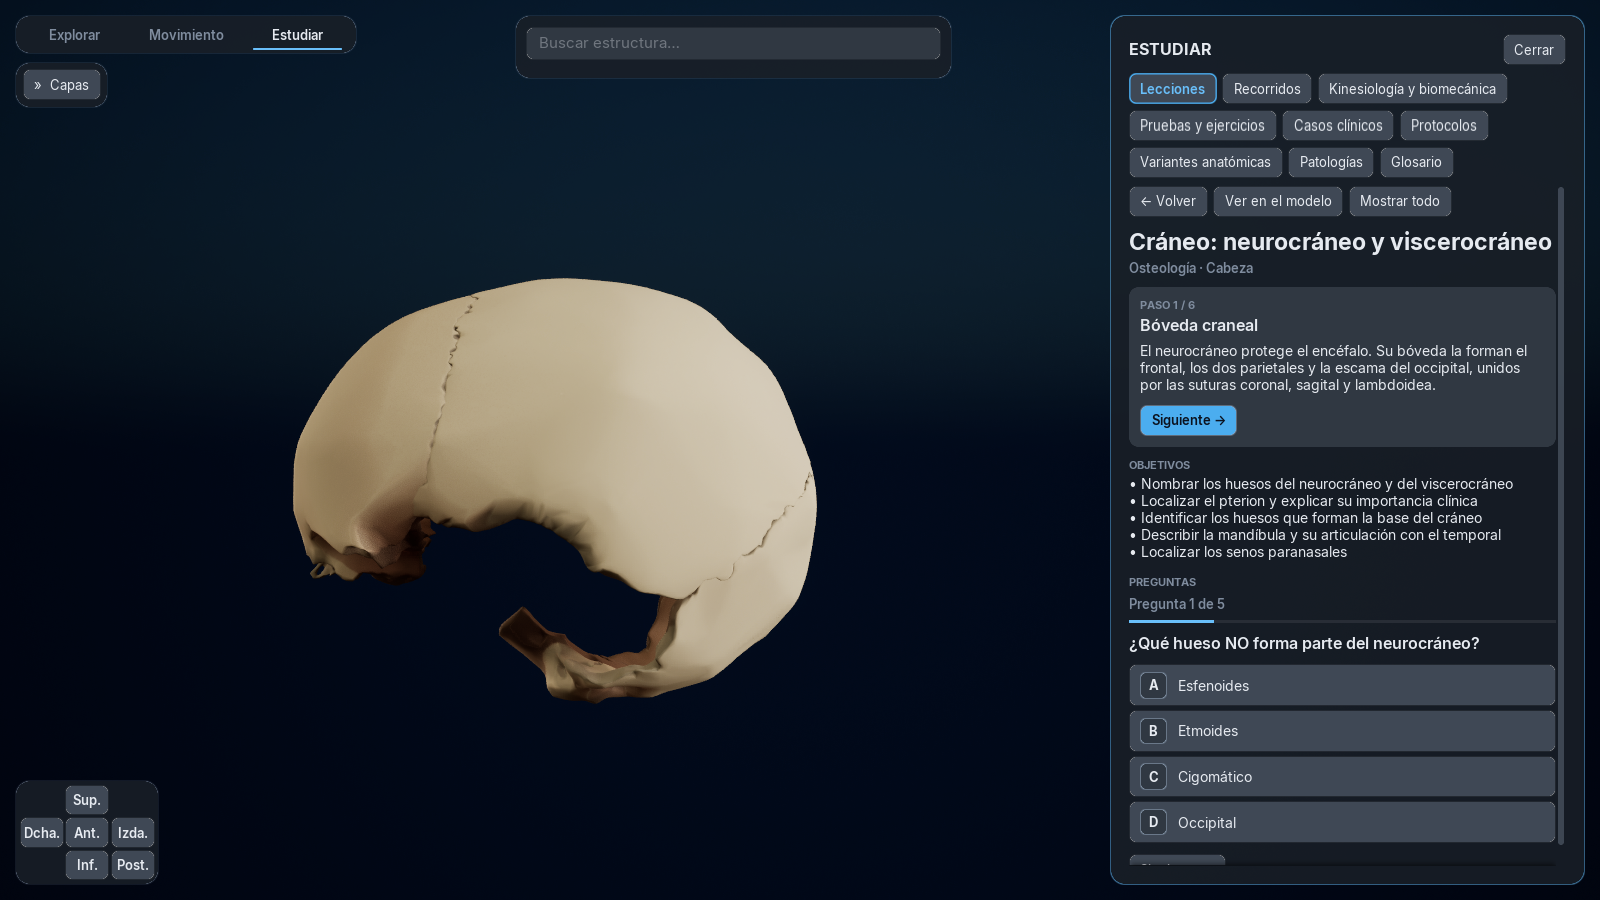 Explorar
Movimiento
Estudiar
» Capas
Buscar estructura...
ESTUDIAR
Cerrar
Lecciones
Recorridos
Kinesiología y biomecánica
Pruebas y ejercicios
Casos clínicos
Protocolos
Variantes anatómicas
Patologías
Glosario
← Volver
Ver en el modelo
Mostrar todo
Cráneo: neurocráneo y viscerocráneo
Osteología · Cabeza
PASO 1 / 6
Bóveda craneal
El neurocráneo protege el encéfalo. Su bóveda la forman el
frontal, los dos parietales y la escama del occipital, unidos
por las suturas coronal, sagital y lambdoidea.
Siguiente →
OBJETIVOS
• Nombrar los huesos del neurocráneo y del viscerocráneo
• Localizar el pterion y explicar su importancia clínica
• Identificar los huesos que forman la base del cráneo
• Describir la mandíbula y su articulación con el temporal
• Localizar los senos paranasales
PREGUNTAS
Pregunta 1 de 5
¿Qué hueso NO forma parte del neurocráneo?
A Esfenoides
B Etmoides
C Cigomático
D Occipital
Sup.
Dcha.
Ant.
Izda.
Inf.
Post.